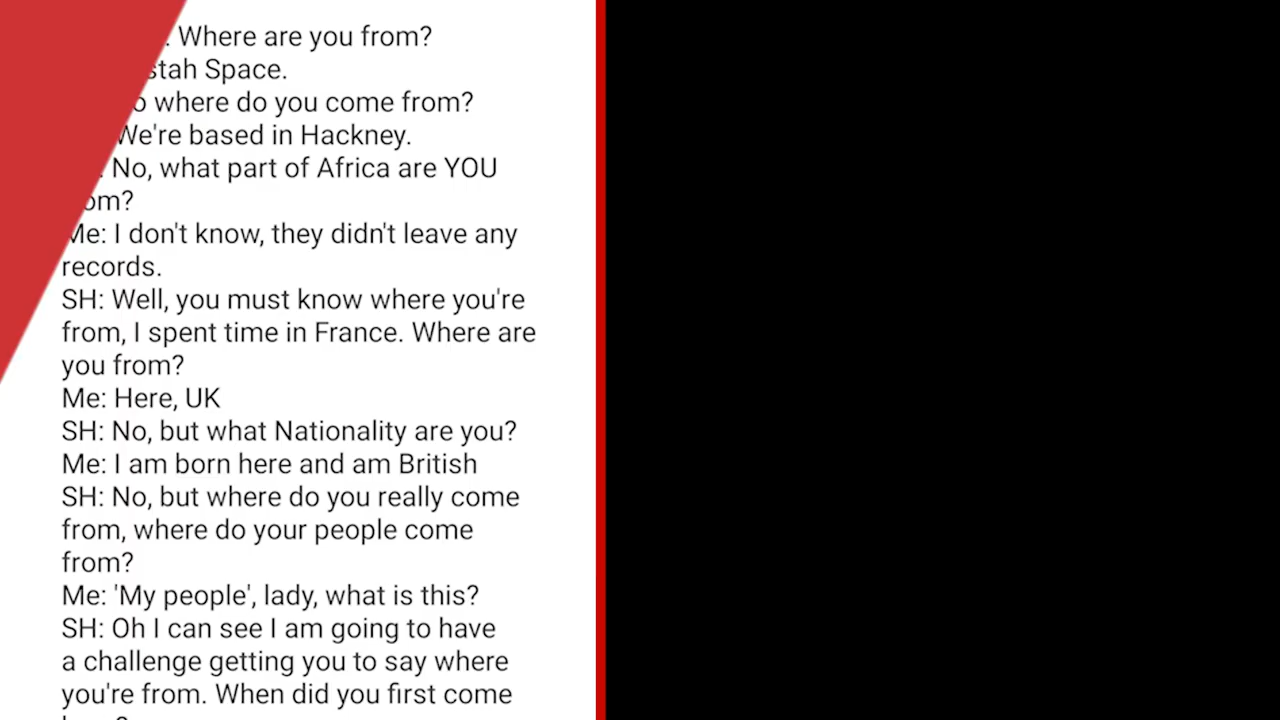 Where are you from?
Space.
where do you come from?
We're based in Hackney.
No, what part of Africa are YOU
Me: I don't know, they didn't leave any
records.
SH: Well, you must know where you're
from, I spent time in France. Where are
you from?
Me: Here, UK
SH: No, but what Nationality are you?
Me: I am born here and am British
SH: No, but where do you really come
from, where do your people come
from?
Me: 'My people', lady, what is this?
SH: Oh I can see I am going to have
a challenge getting you to say where
you're from. When did you first come